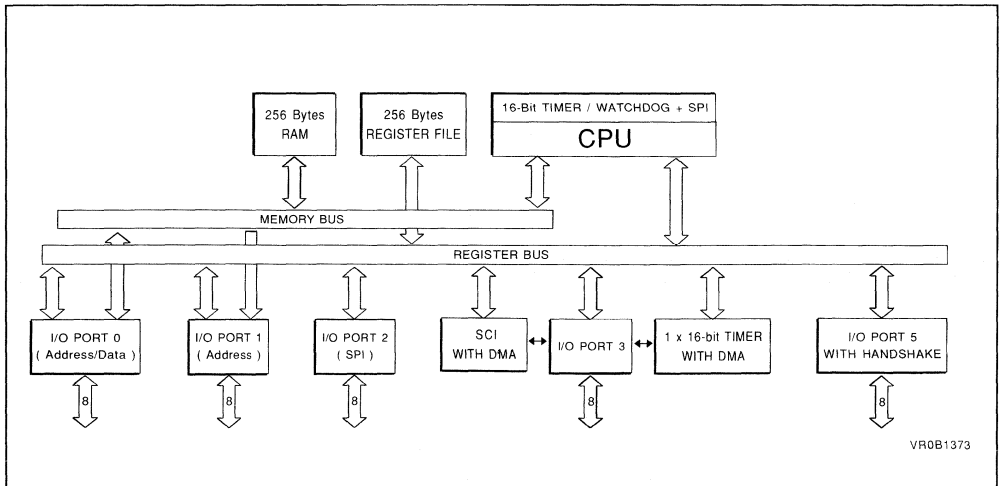 256 Bytes
RAM
256 Bytes
REGISTER FILE
16-Bit TIMER / WATCHDOG + SPI
CPU
MEMORY BUS
REGISTER BUS
I/O PORT 0
( Address/Data )
I/O PORT 1
( Address )
I/O PORT 2
( SPI )
SCI
WITH DMA
I/O PORT 3
1 x 16-bit TIMER
WITH DMA
I/O PORT 5
WITH HANDSHAKE
8
8
8
8
8
VR0B1373